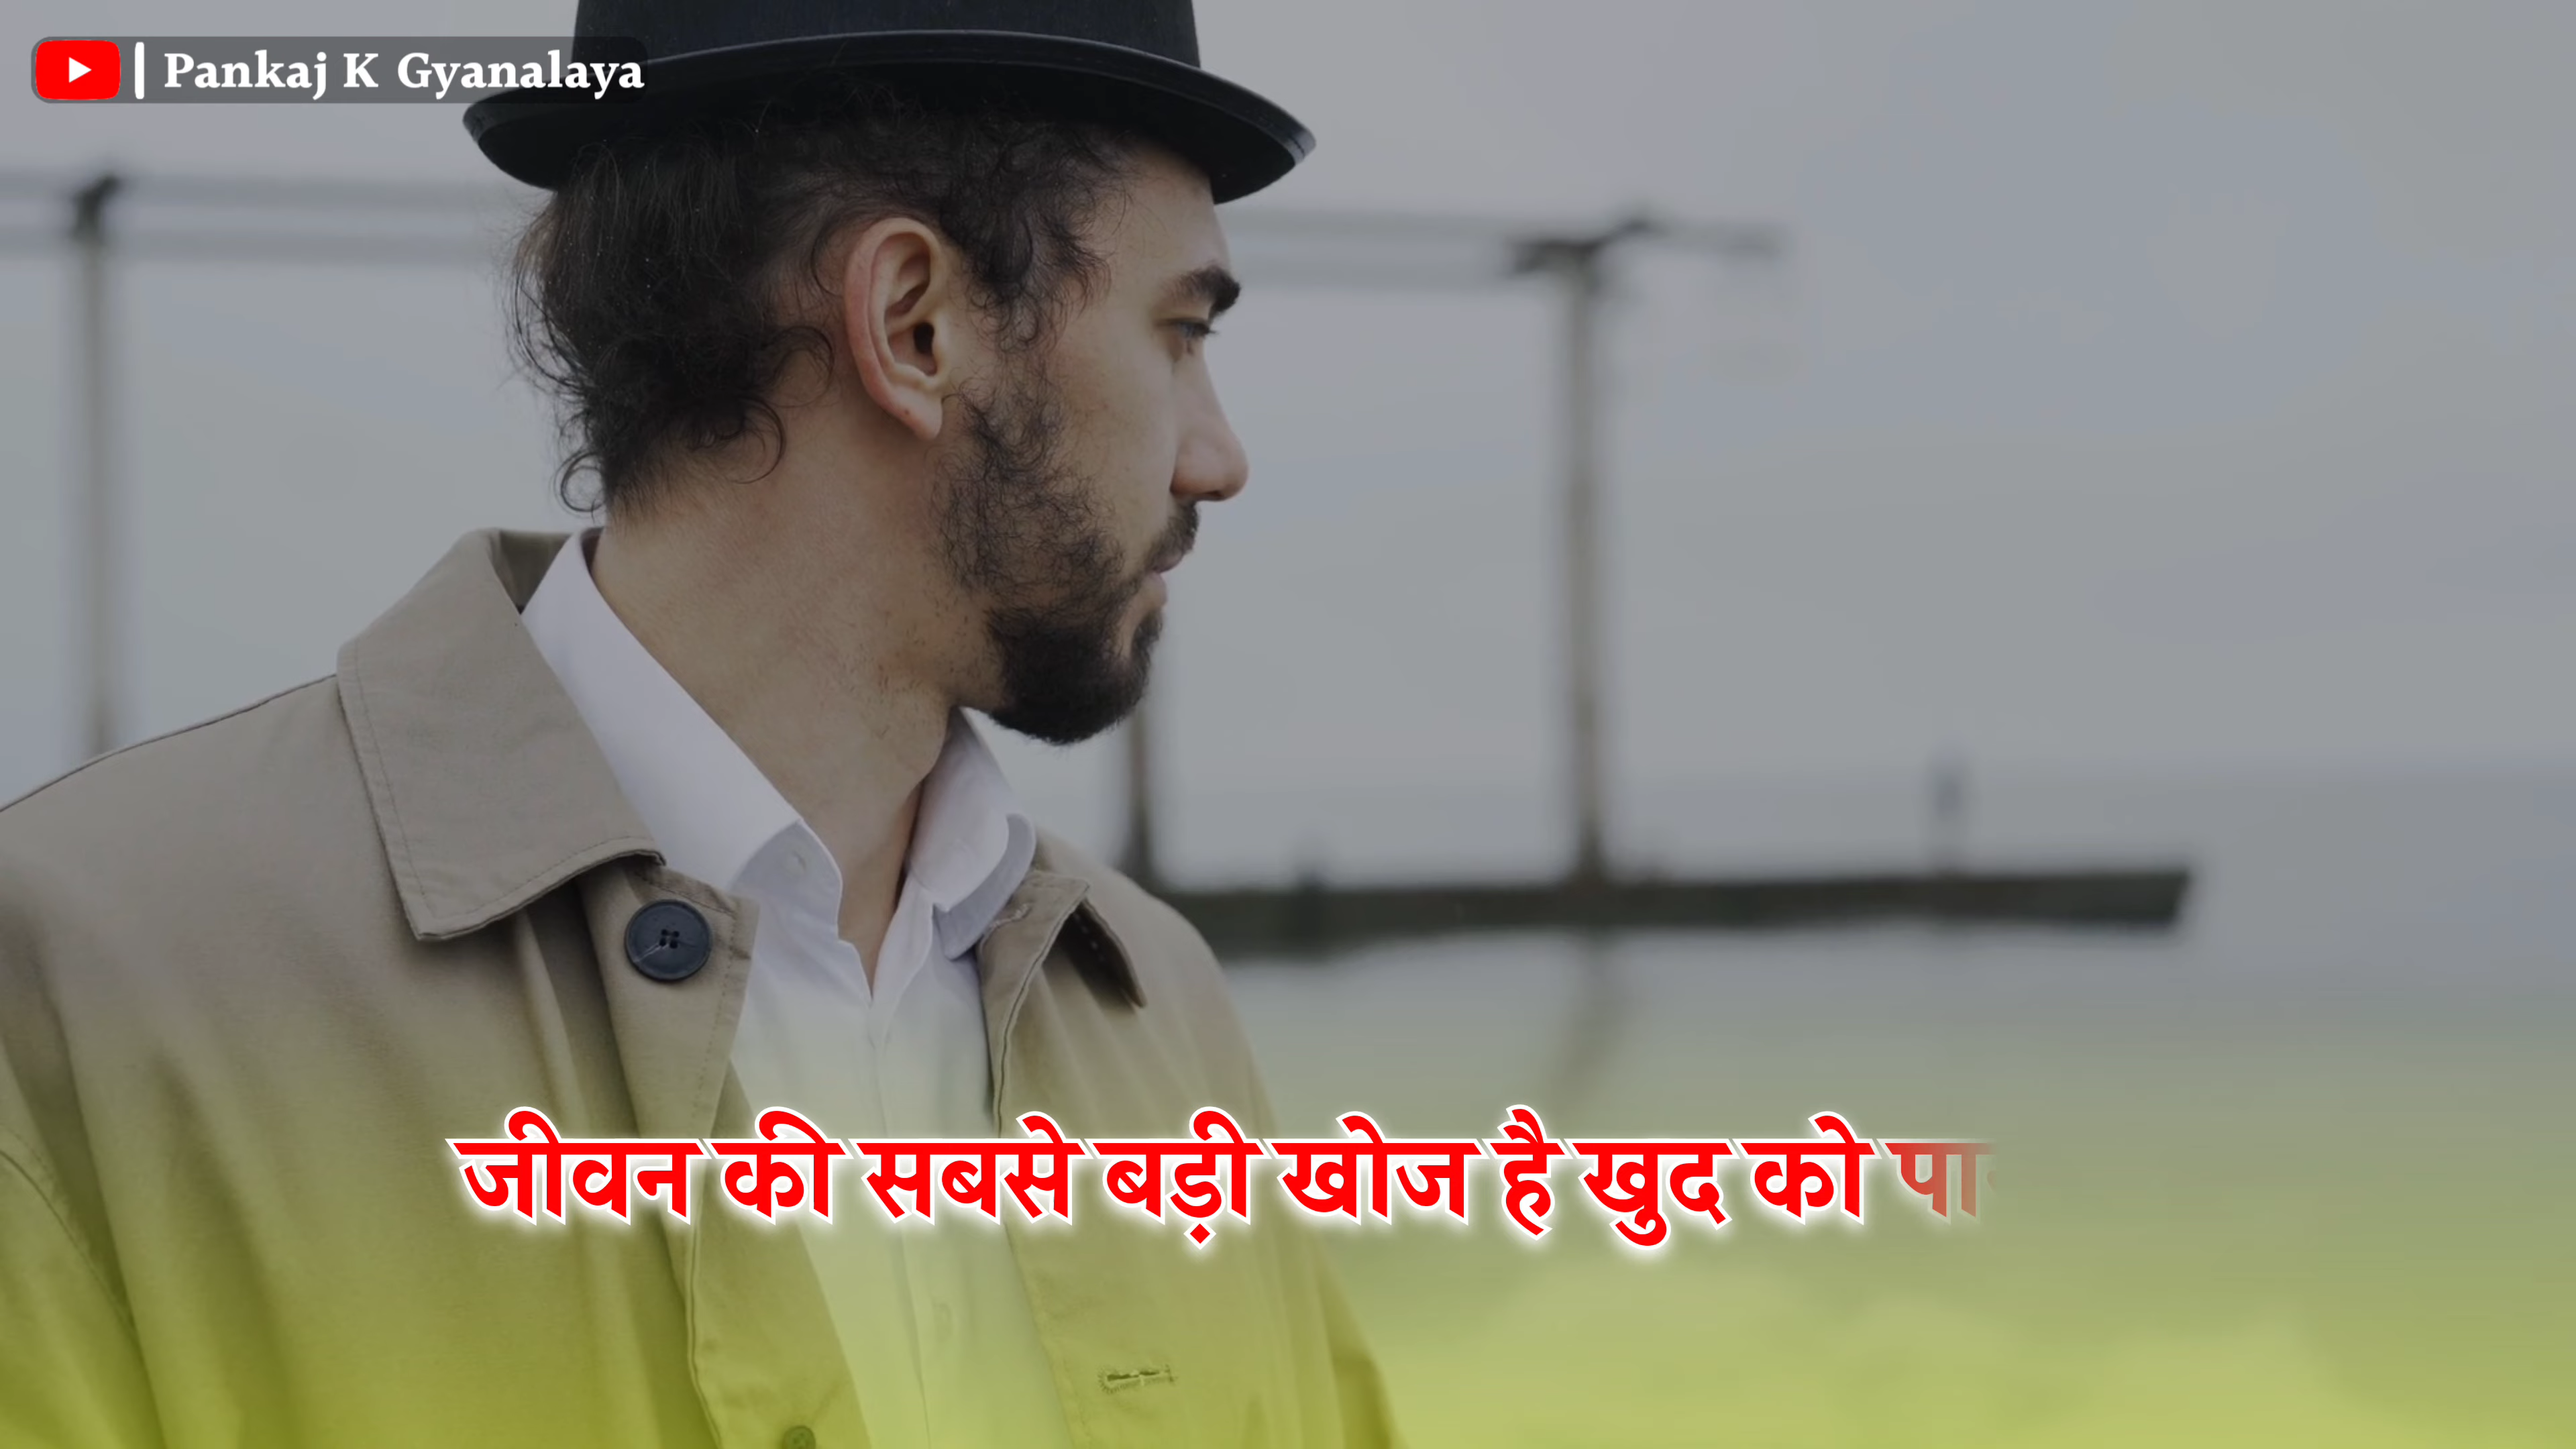 | Pankaj K Gyanalaya
जीवन की सबसे बड़ी खोज है खुद को